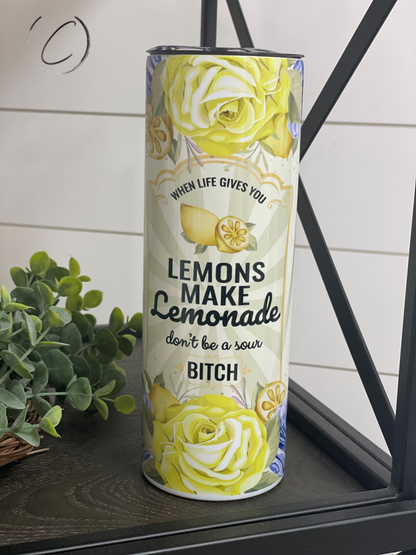 WHEN LIFE GIVES YOU
LEMONS
MAKE
Lemonade
don't be a sour
BITCH